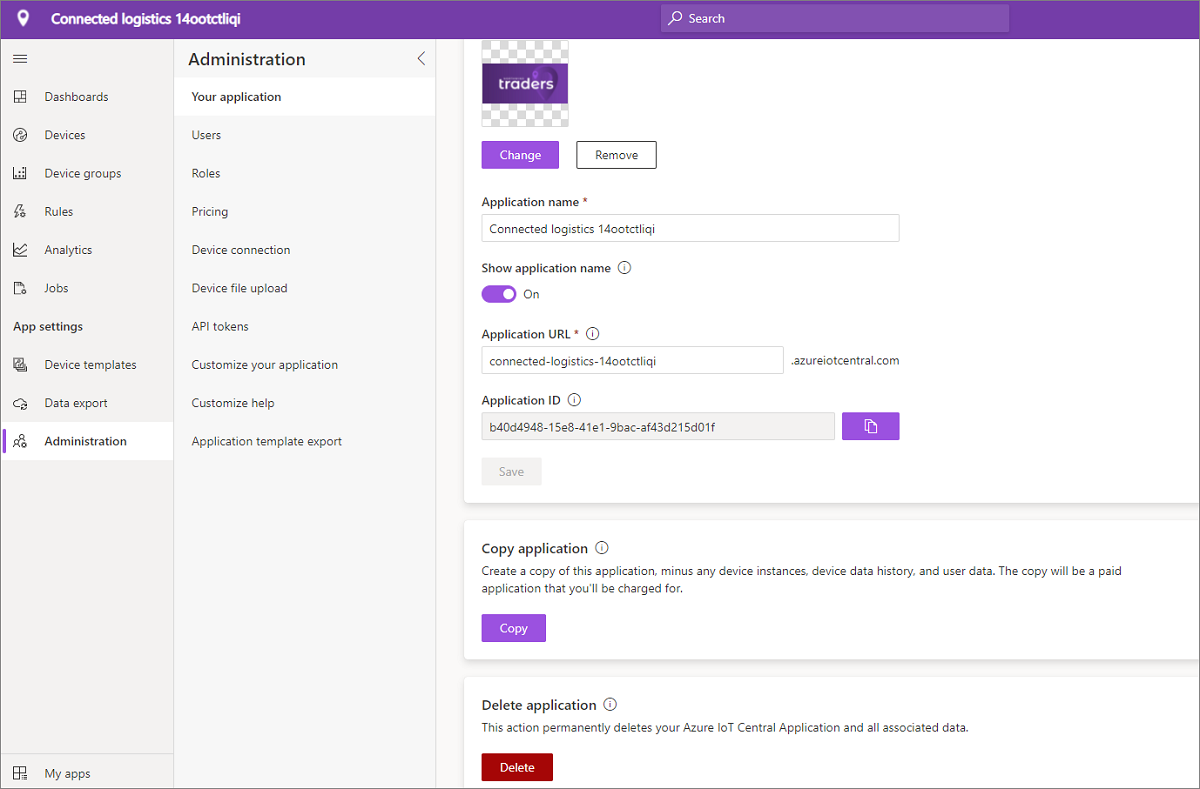 Connected logistics 14ootctliqi
Search
Dashboards
Devices
Device groups
Rules
Analytics
Jobs
App settings
Device templates
Data export
Administration
My apps
Administration
Your application
Users
Roles
Pricing
Device connection
Device file upload
API tokens
Customize your application
Customize help
Application template export
traders
Change
Remove
Application name *
Connected logistics 14ootctliqi
Show application name
On
Application URL *
connected-logistics-14ootctliqi
.azureiotcentral.com
Application ID
b40d4948-15e8-41e1-9bac-af43d215d01f
Save
Copy application
Create a copy of this application, minus any device instances, device data history, and user data. The copy will be a paid
application that you'll be charged for.
Copy
Delete application
This action permanently deletes your Azure IoT Central Application and all associated data.
Delete